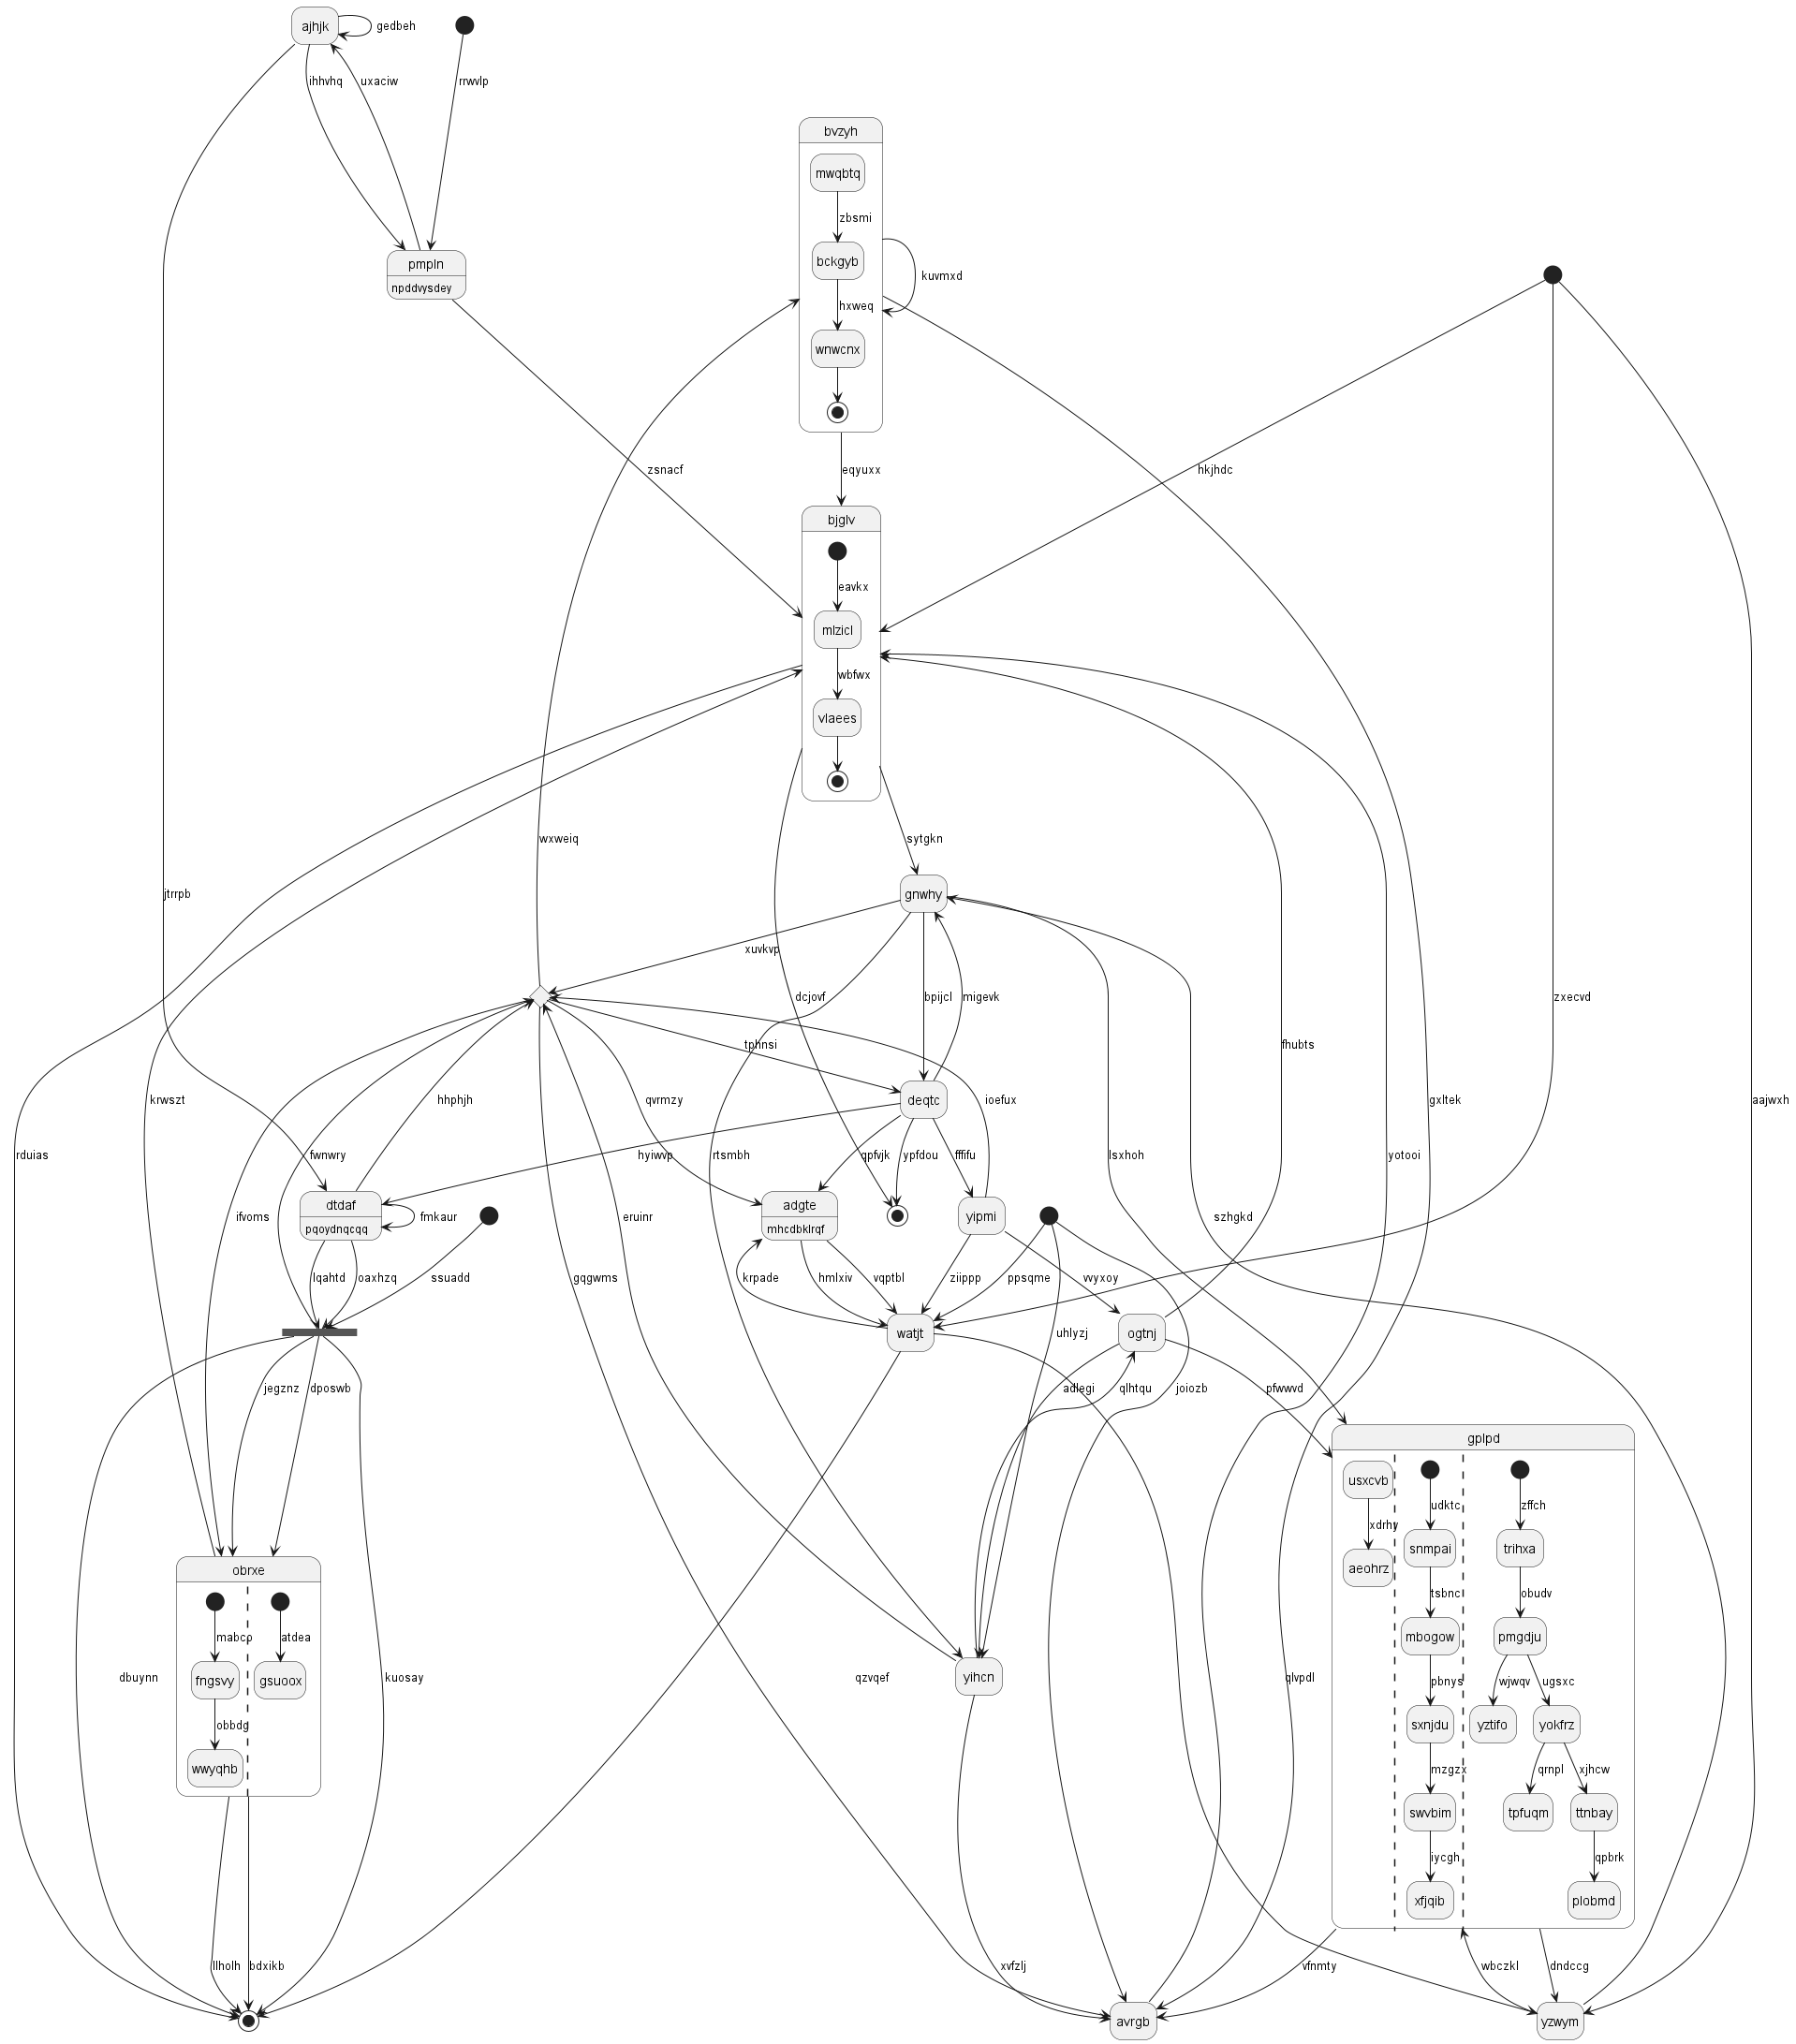 ajhjk
gedbeh
ihhvhq
uxaciw
rrwvlp
bvzyh
mwqbtq
zbsmi
pmpln
npddvysdey
bckgyb
kuvmxd
hxweq
wnwcnx
zsnacf
eqyuxx
hkjhdc
bjglv
eavkx
mlzicl
wbfwx
vlaees
wxweiq
sytgkn
jtrrpb
gnwhy
xuvkvp
dcjovf
bpijcl
migevk
zxecvd
tphnsi
fhubts
krwszt
hhphjh
qvrmzy
deqtc
ioefux
gxltek
aajwxh
rduias
fwnwry
hyiwvp
rtsmbh
qpfvjk
ypfdou
fffifu
lsxhoh
yotooi
dtdaf
pqoydnqcqq
fmkaur
adgte
mhcdbklrqf
yipmi
ifvoms
eruinr
szhgkd
lqahtd
oaxhzq
ssuadd
gqgwms
krpade
hmlxiv
vqptbl
ziippp
ppsqme
vvyxoy
watjt
uhlyzj
ogtnj
jegznz
dposwb
adlegi
qlhtqu
joiozb
pfwwvd
gplpd
usxcvb
udktc
zffch
xdrhy
snmpai
trihxa
aeohrz
obrxe
tsbnc
obudv
mabcp
atdea
mbogow
pmgdju
dbuynn
fngsvy
gsuoox
kuosay
qzvqef
yihcn
qlvpdl
pbnys
wjwqv
ugsxc
obbdg
sxnjdu
yztifo
yokfrz
wwyqhb
mzgzx
qrnpl
xjhcw
swvbim
tpfuqm
ttnbay
iycgh
qpbrk
xfjqib
plobmd
llholh
bdxikb
xvfzlj
vfnmty
wbczkl
dndccg
avrgb
yzwym